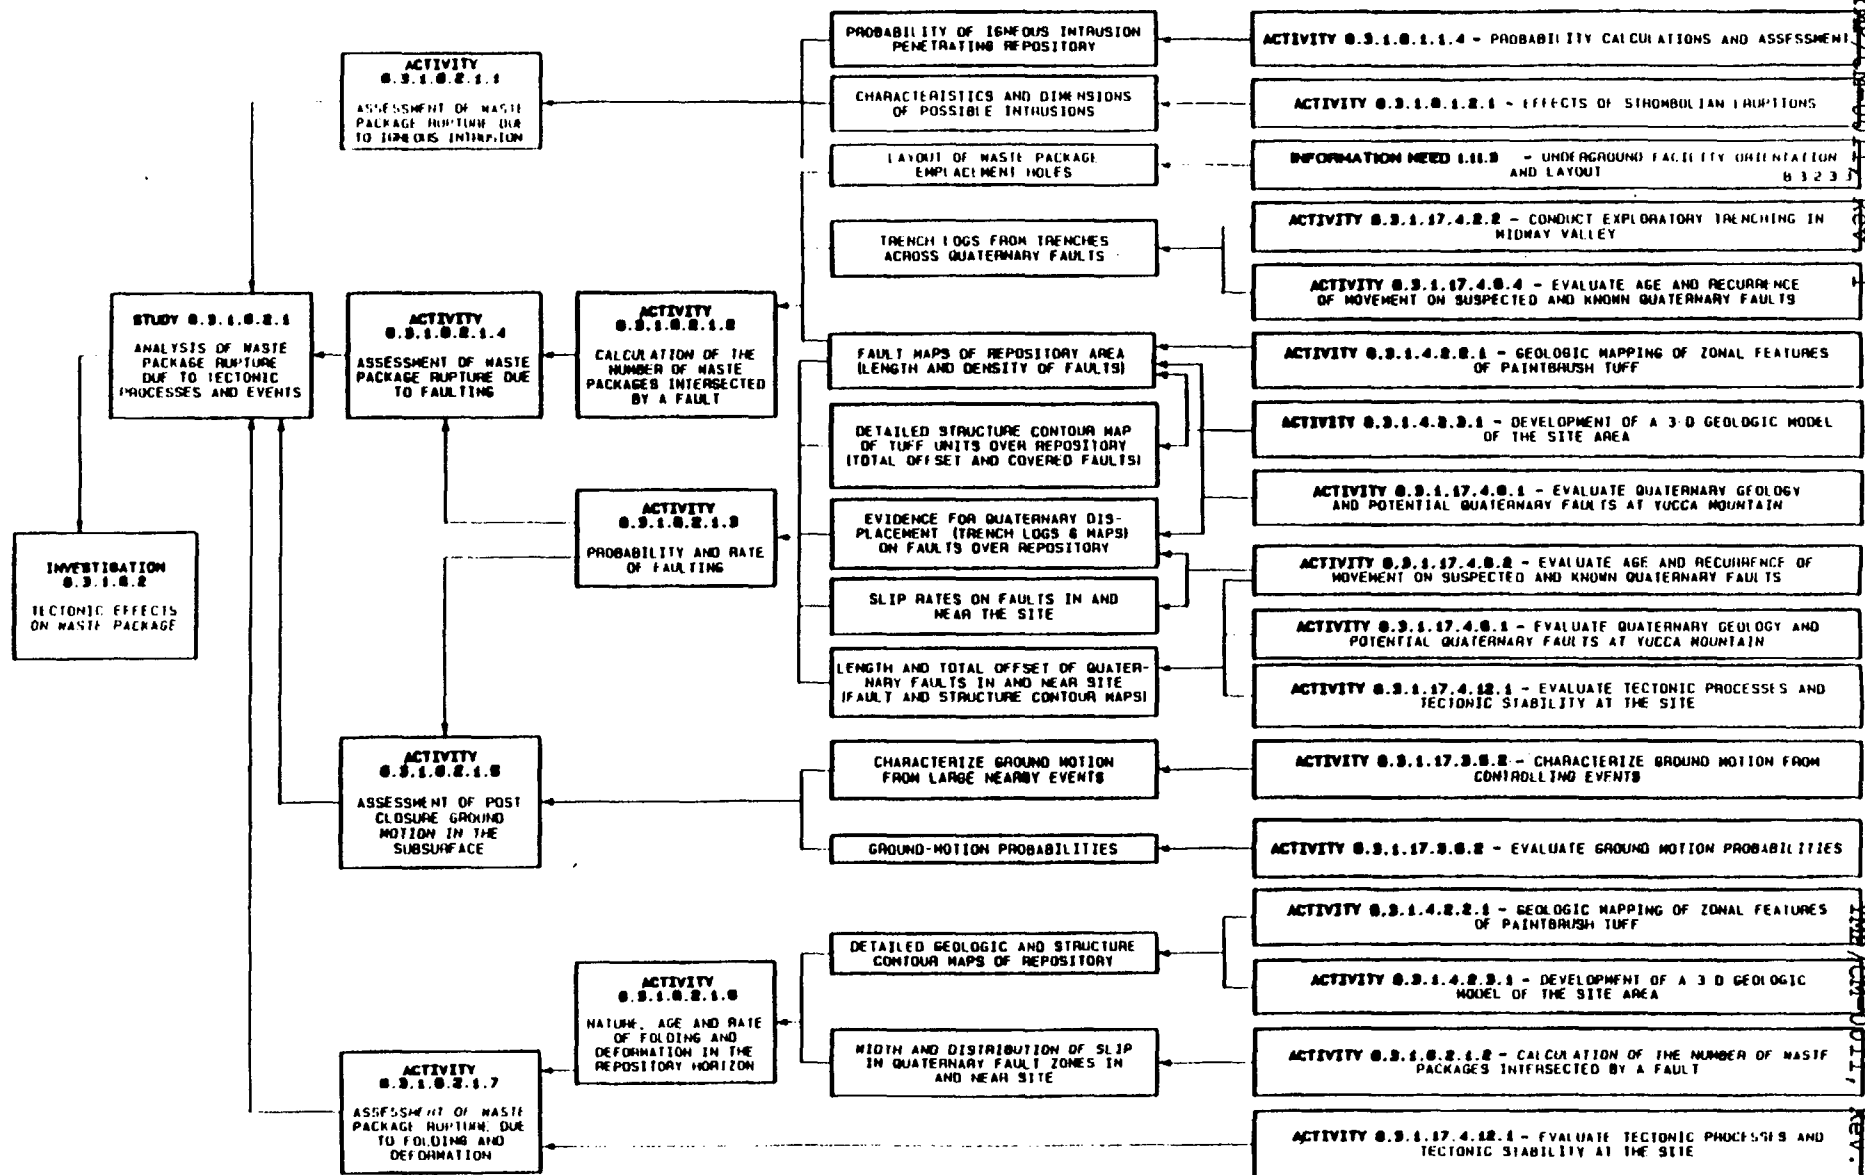 ACTIVITY
8.3.1.8.2.1.1
ASSESSMENT OF WASTE
PACKAGE RUPTURE DUE
TO IGNEOUS INTRUSION
PROBABILITY OF IGNEOUS INTRUSION
PENETRATING REPOSITORY
ACTIVITY 8.3.1.8.1.1.4 - PROBABILITY CALCULATIONS AND ASSESSMENT
CHARACTERISTICS AND DIMENSIONS
OF POSSIBLE INTRUSIONS
ACTIVITY 8.3.1.8.1.2.1 - EFFECTS OF STROMBOLIAN ERUPTIONS
LAYOUT OF WASTE PACKAGE
EMPLACEMENT HOLES
INFORMATION NEED 1.11.3 - UNDERGROUND FACILITY ORIENTATION
AND LAYOUT
TRENCH LOGS FROM TRENCHES
ACROSS QUATERNARY FAULTS
ACTIVITY 8.3.1.17.4.2.2 - CONDUCT EXPLORATORY TRENCHING IN
MIDWAY VALLEY
ACTIVITY 8.3.1.17.4.6.4 - EVALUATE AGE AND RECURRENCE
OF MOVEMENT ON SUSPECTED AND KNOWN QUATERNARY FAULTS
STUDY 8.3.1.8.2.1
ANALYSIS OF WASTE
PACKAGE RUPTURE
DUE TO TECTONIC
PROCESSES AND EVENTS
ACTIVITY
8.3.1.8.2.1.4
ASSESSMENT OF WASTE
PACKAGE RUPTURE DUE
TO FAULTING
ACTIVITY
8.3.1.8.2.1.2
CALCULATION OF THE
NUMBER OF WASTE
PACKAGES INTERSECTED
BY A FAULT
FAULT MAPS OF REPOSITORY AREA
(LENGTH AND DENSITY OF FAULTS)
ACTIVITY 8.3.1.4.2.2.1 - GEOLOGIC MAPPING OF ZONAL FEATURES
OF PAINTBRUSH TUFF
DETAILED STRUCTURE CONTOUR MAP
OF TUFF UNITS OVER REPOSITORY
(TOTAL OFFSET AND COVERED FAULTS)
ACTIVITY 8.3.1.4.2.3.1 - DEVELOPMENT OF A 3-D GEOLOGIC MODEL
OF THE SITE AREA
ACTIVITY 8.3.1.17.4.6.1 - EVALUATE QUATERNARY GEOLOGY
AND POTENTIAL QUATERNARY FAULTS AT YUCCA MOUNTAIN
INVESTIGATION
8.3.1.8.2
TECTONIC EFFECTS
ON WASTE PACKAGE
ACTIVITY
8.3.1.8.2.1.3
PROBABILITY AND RATE
OF FAULTING
EVIDENCE FOR QUATERNARY DIS-
PLACEMENT (TRENCH LOGS & MAPS)
ON FAULTS OVER REPOSITORY
ACTIVITY 8.3.1.17.4.6.2 - EVALUATE AGE AND RECURRENCE OF
MOVEMENT ON SUSPECTED AND KNOWN QUATERNARY FAULTS
SLIP RATES ON FAULTS IN AND
NEAR THE SITE
ACTIVITY 8.3.1.17.4.6.1 - EVALUATE QUATERNARY GEOLOGY AND
POTENTIAL QUATERNARY FAULTS AT YUCCA MOUNTAIN
LENGTH AND TOTAL OFFSET OF QUATER-
NARY FAULTS IN AND NEAR SITE
(FAULT AND STRUCTURE CONTOUR MAPS)
ACTIVITY 8.3.1.17.4.12.1 - EVALUATE TECTONIC PROCESSES AND
TECTONIC STABILITY AT THE SITE
ACTIVITY
8.3.1.8.2.1.5
ASSESSMENT OF POST
CLOSURE GROUND
MOTION IN THE
SUBSURFACE
CHARACTERIZE GROUND MOTION
FROM LARGE NEARBY EVENTS
ACTIVITY 8.3.1.17.3.5.2 - CHARACTERIZE GROUND MOTION FROM
CONTROLLING EVENTS
GROUND-MOTION PROBABILITIES
ACTIVITY 8.3.1.17.3.6.2 - EVALUATE GROUND MOTION PROBABILITIES
ACTIVITY
8.3.1.8.2.1.6
NATURE, AGE AND RATE
OF FOLDING AND
DEFORMATION IN THE
REPOSITORY HORIZON
DETAILED GEOLOGIC AND STRUCTURE
CONTOUR MAPS OF REPOSITORY
ACTIVITY 8.3.1.4.2.2.1 - GEOLOGIC MAPPING OF ZONAL FEATURES
OF PAINTBRUSH TUFF
ACTIVITY 8.3.1.4.2.3.1 - DEVELOPMENT OF A 3 D GEOLOGIC
MODEL OF THE SITE AREA
WIDTH AND DISTRIBUTION OF SLIP
IN QUATERNARY FAULT ZONES IN
AND NEAR SITE
ACTIVITY 8.3.1.8.2.1.2 - CALCULATION OF THE NUMBER OF WASTE
PACKAGES INTERSECTED BY A FAULT
ACTIVITY
8.3.1.8.2.1.7
ASSESSMENT OF WASTE
PACKAGE RUPTURE DUE
TO FOLDING AND
DEFORMATION
ACTIVITY 8.3.1.17.4.12.1 - EVALUATE TECTONIC PROCESSES AND
TECTONIC STABILITY AT THE SITE